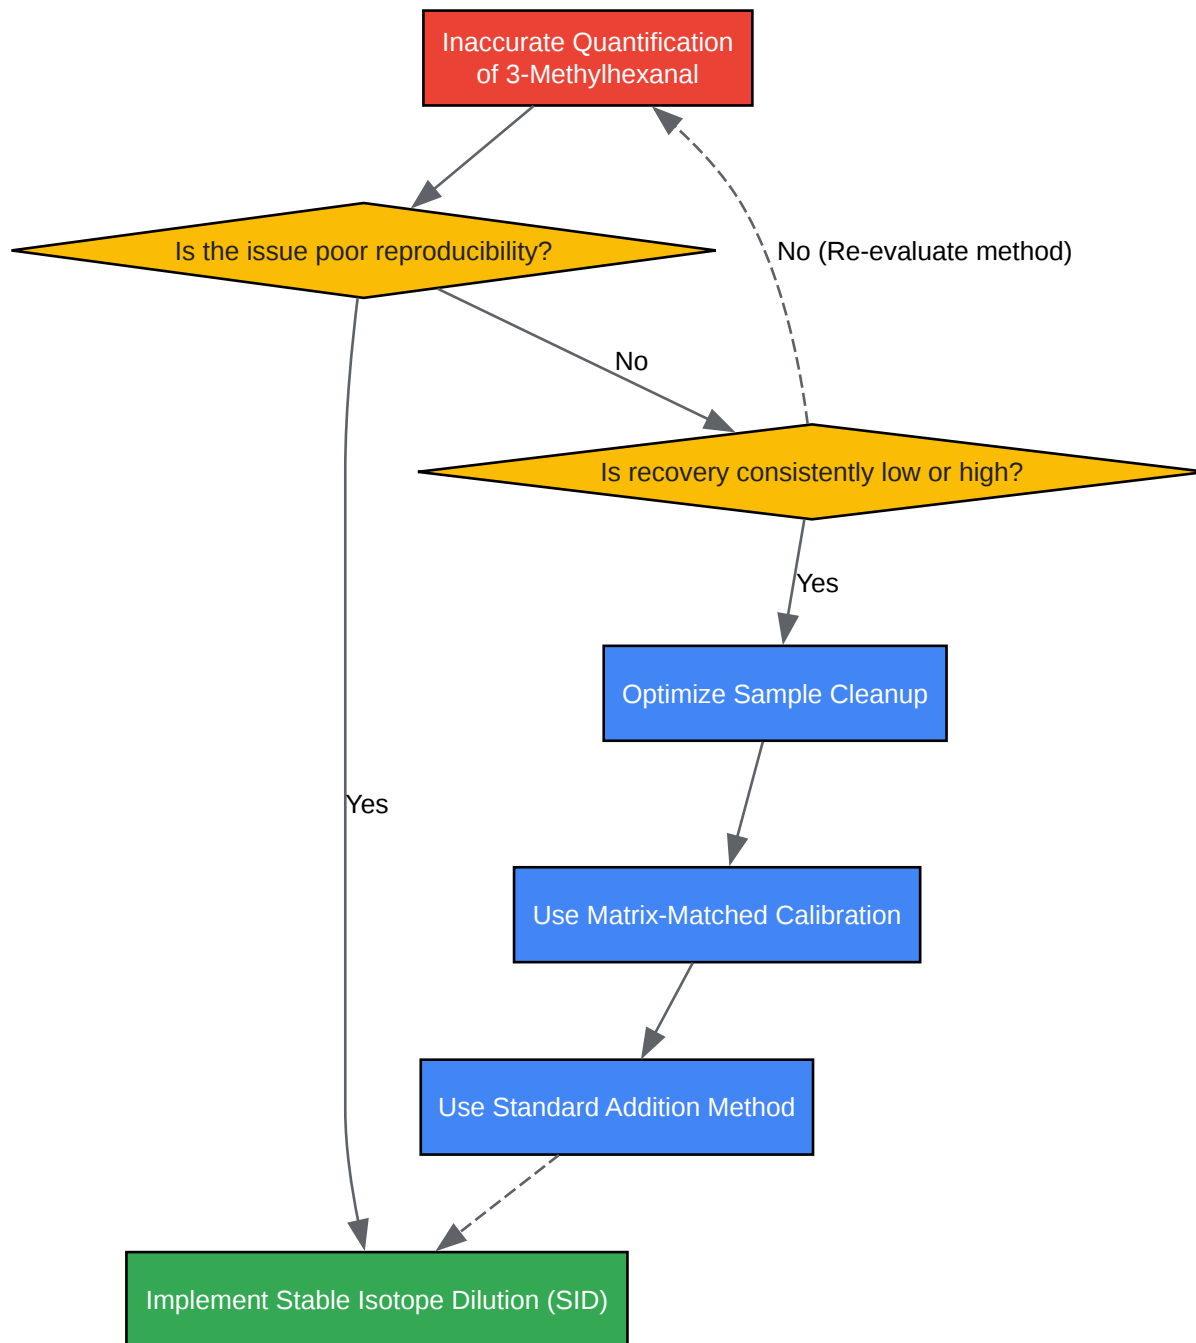 Inaccurate Quantification
of 3-Methylhexanal
Is the issue poor reproducibility?
No (Re-evaluate method)
No
Is recovery consistently low or high?
Yes
Optimize Sample Cleanup
Yes
Use Matrix-Matched Calibration
Use Standard Addition Method
Implement Stable Isotope Dilution (SID)